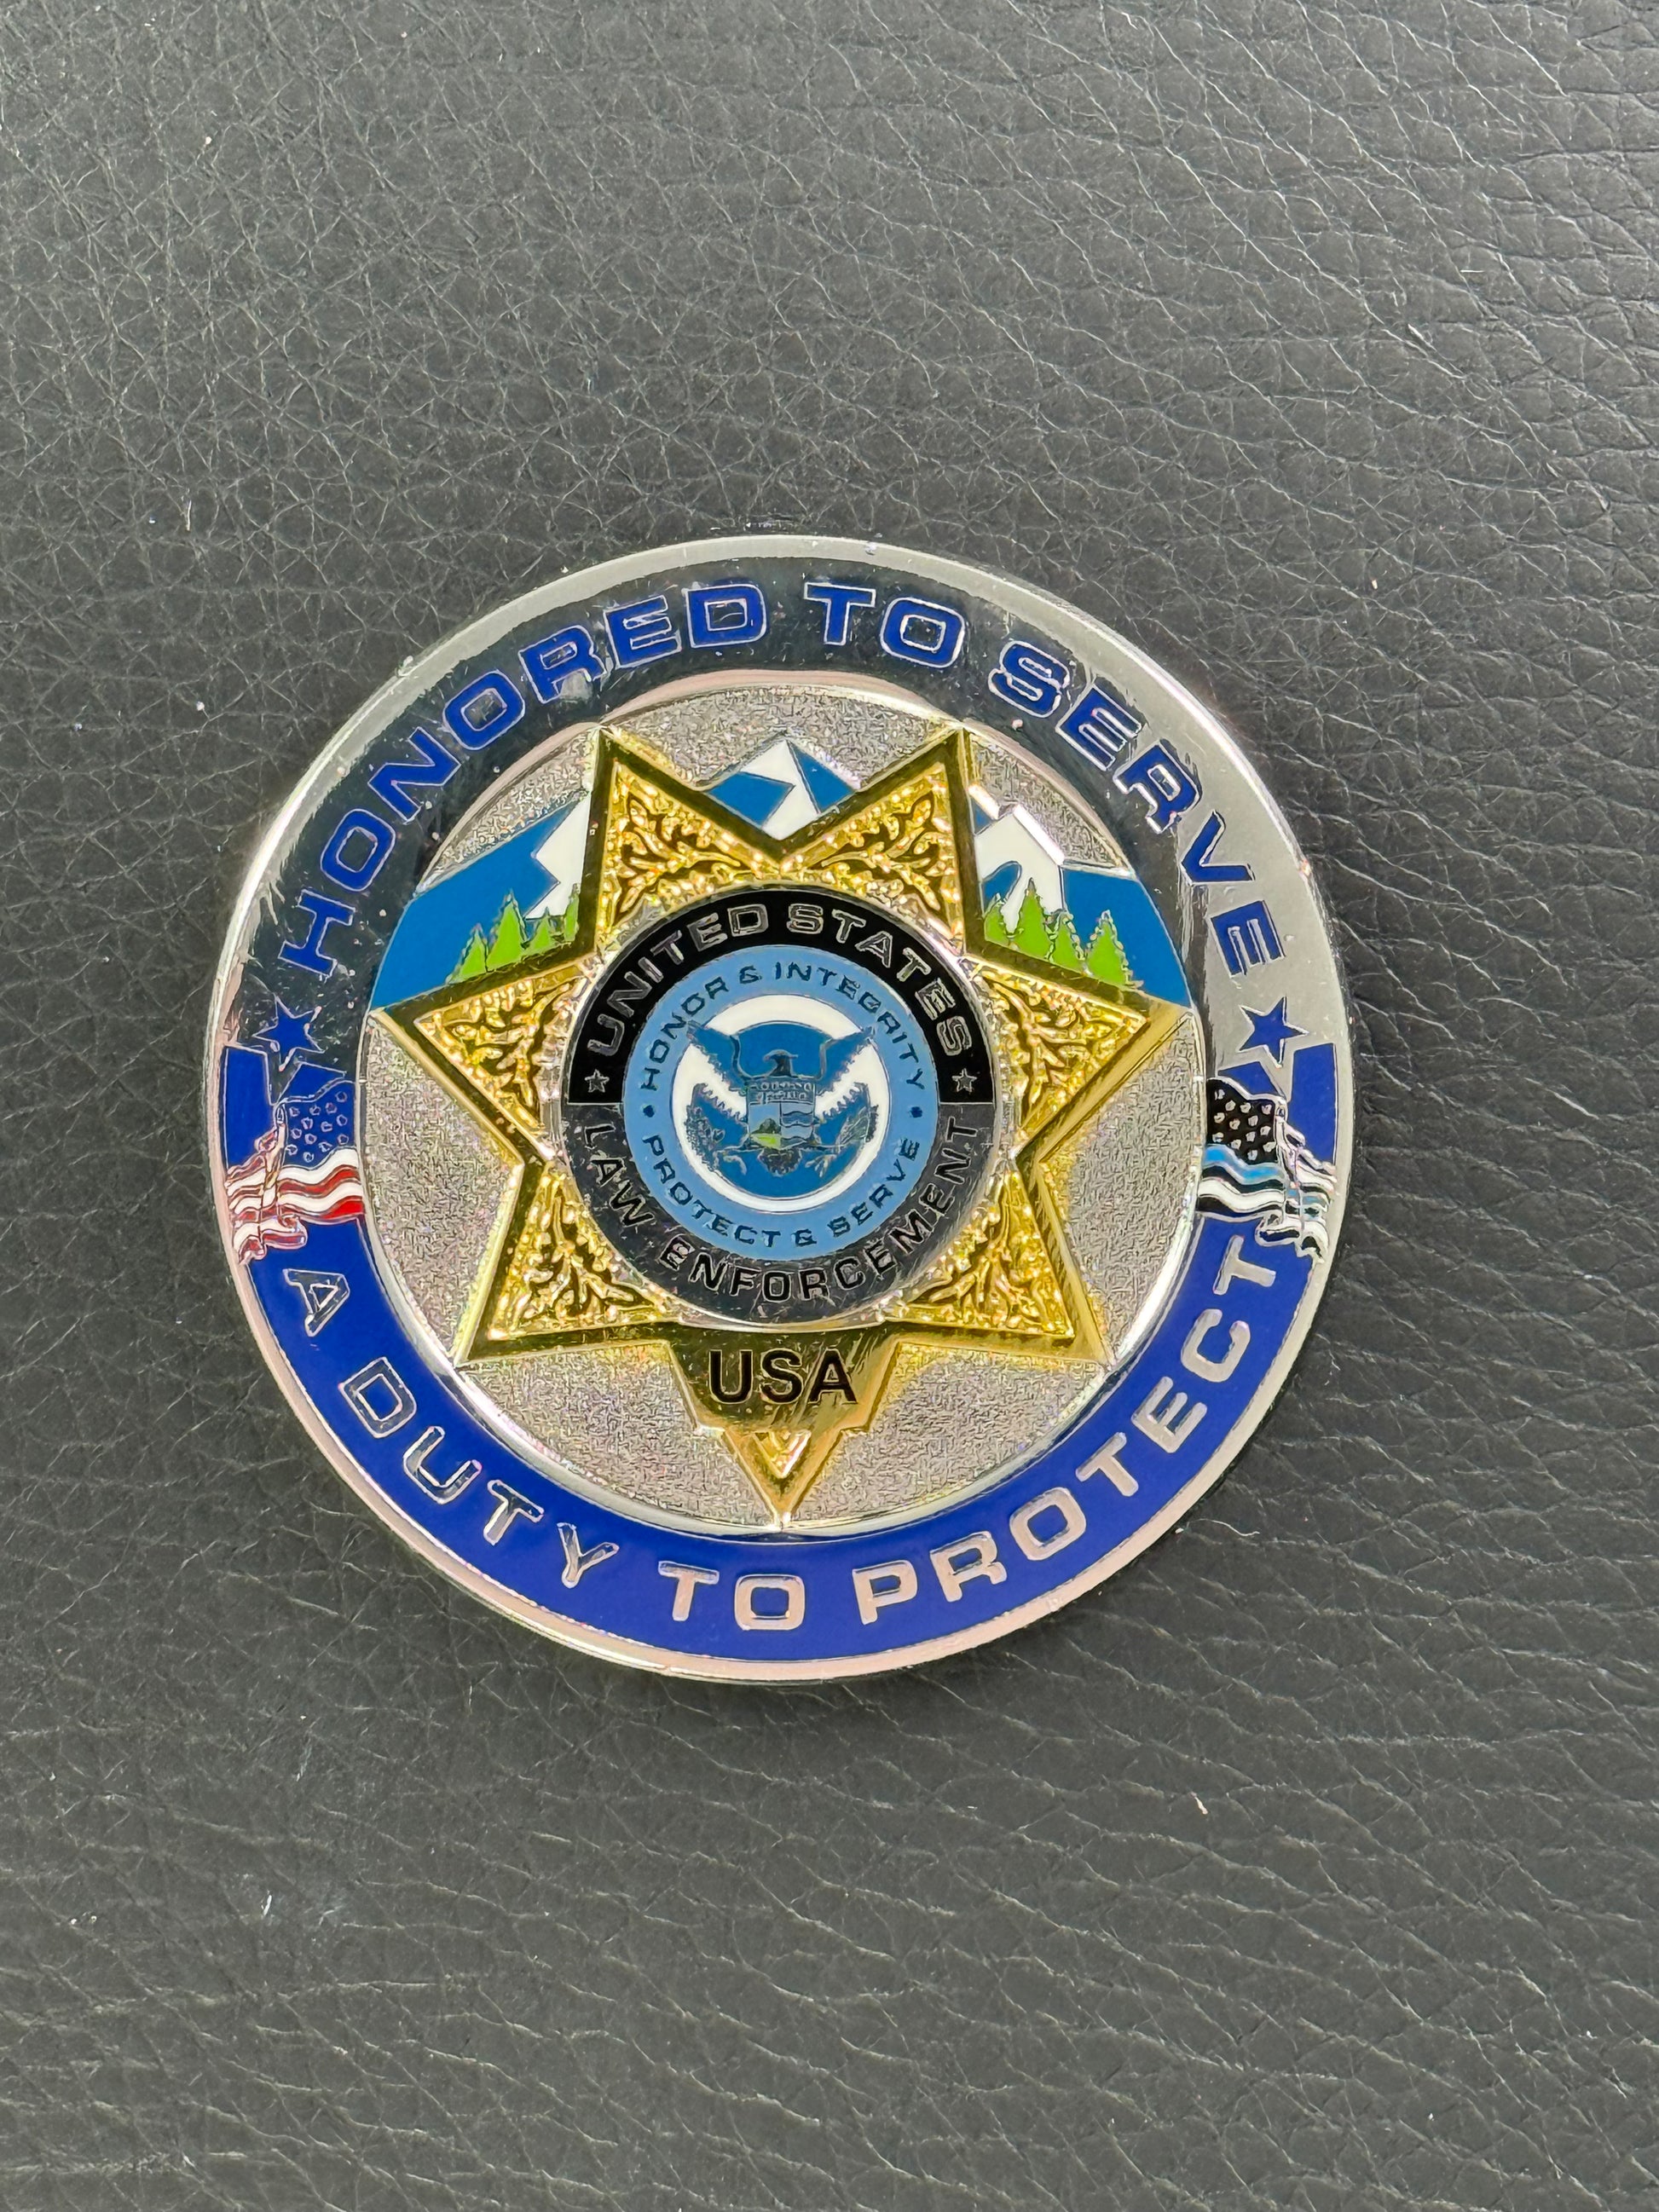 HONORED TO SERVE
UNITED STATES
HONOR & INTEGRITY
PROTECT & SERVE
LAW ENFORCEMENT
USA
A DUTY TO PROTECT